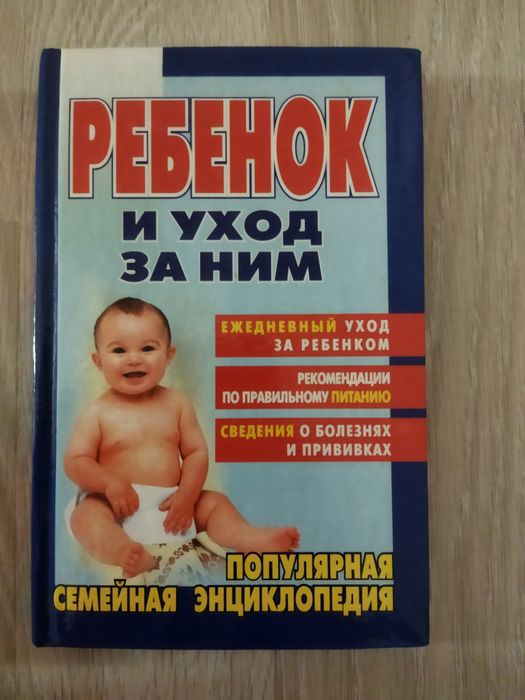 РЕБЕНОК
И УХОД
ЗА НИМ
ЕЖЕДНЕВНЫЙ УХОД
ЗА РЕБЕНКОМ
РЕКОМЕНДАЦИИ
ПО ПРАВИЛЬНОМУ ПИТАНИЮ
СВЕДЕНИЯ О БОЛЕЗНЯХ
И ПРИВИВКАХ
ПОПУЛЯРНАЯ
СЕМЕЙНАЯ ЭНЦИКЛОПЕДИЯ